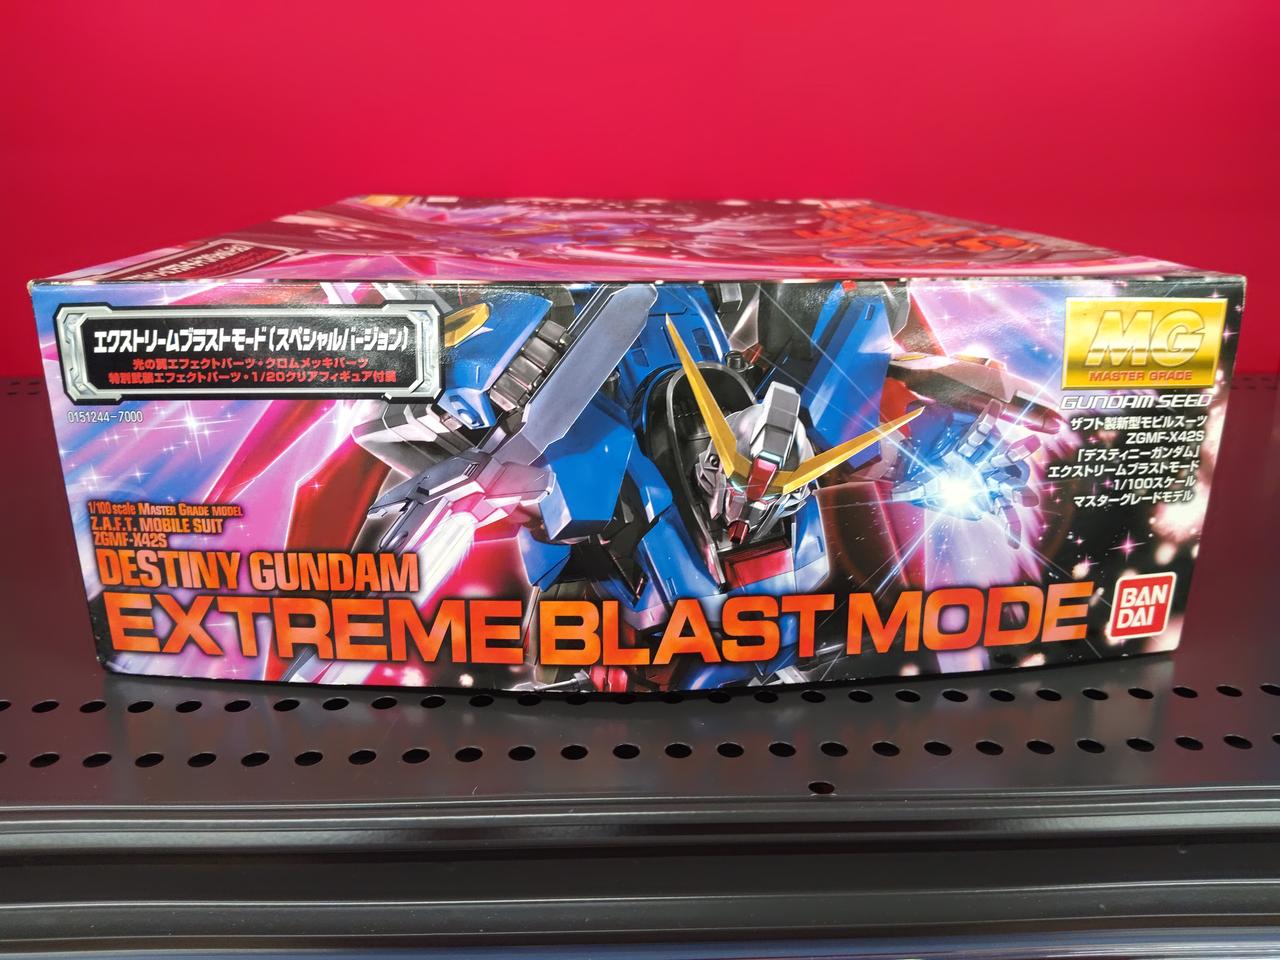 エクストリームブラストモード(スペシャルバージョン)
光の翼エフェクトパーツ・クロムメッキパーツ
特別武装エフェクトパーツ・1/20クリアフィギュア付属
0151244-7000
1/100 scale MASTER GRADE MODEL
Z.A.F.T. MOBILE SUIT
ZGMF-X42S
DESTINY GUNDAM
EXTREME BLAST MODE
MG
MASTER GRADE
GUNDAM SEED
ザフト製新型モビルスーツ
ZGMF-X42S
「デスティニーガンダム」
エクストリームブラストモード
1/100スケール
マスターグレードモデル
BAN
DAI